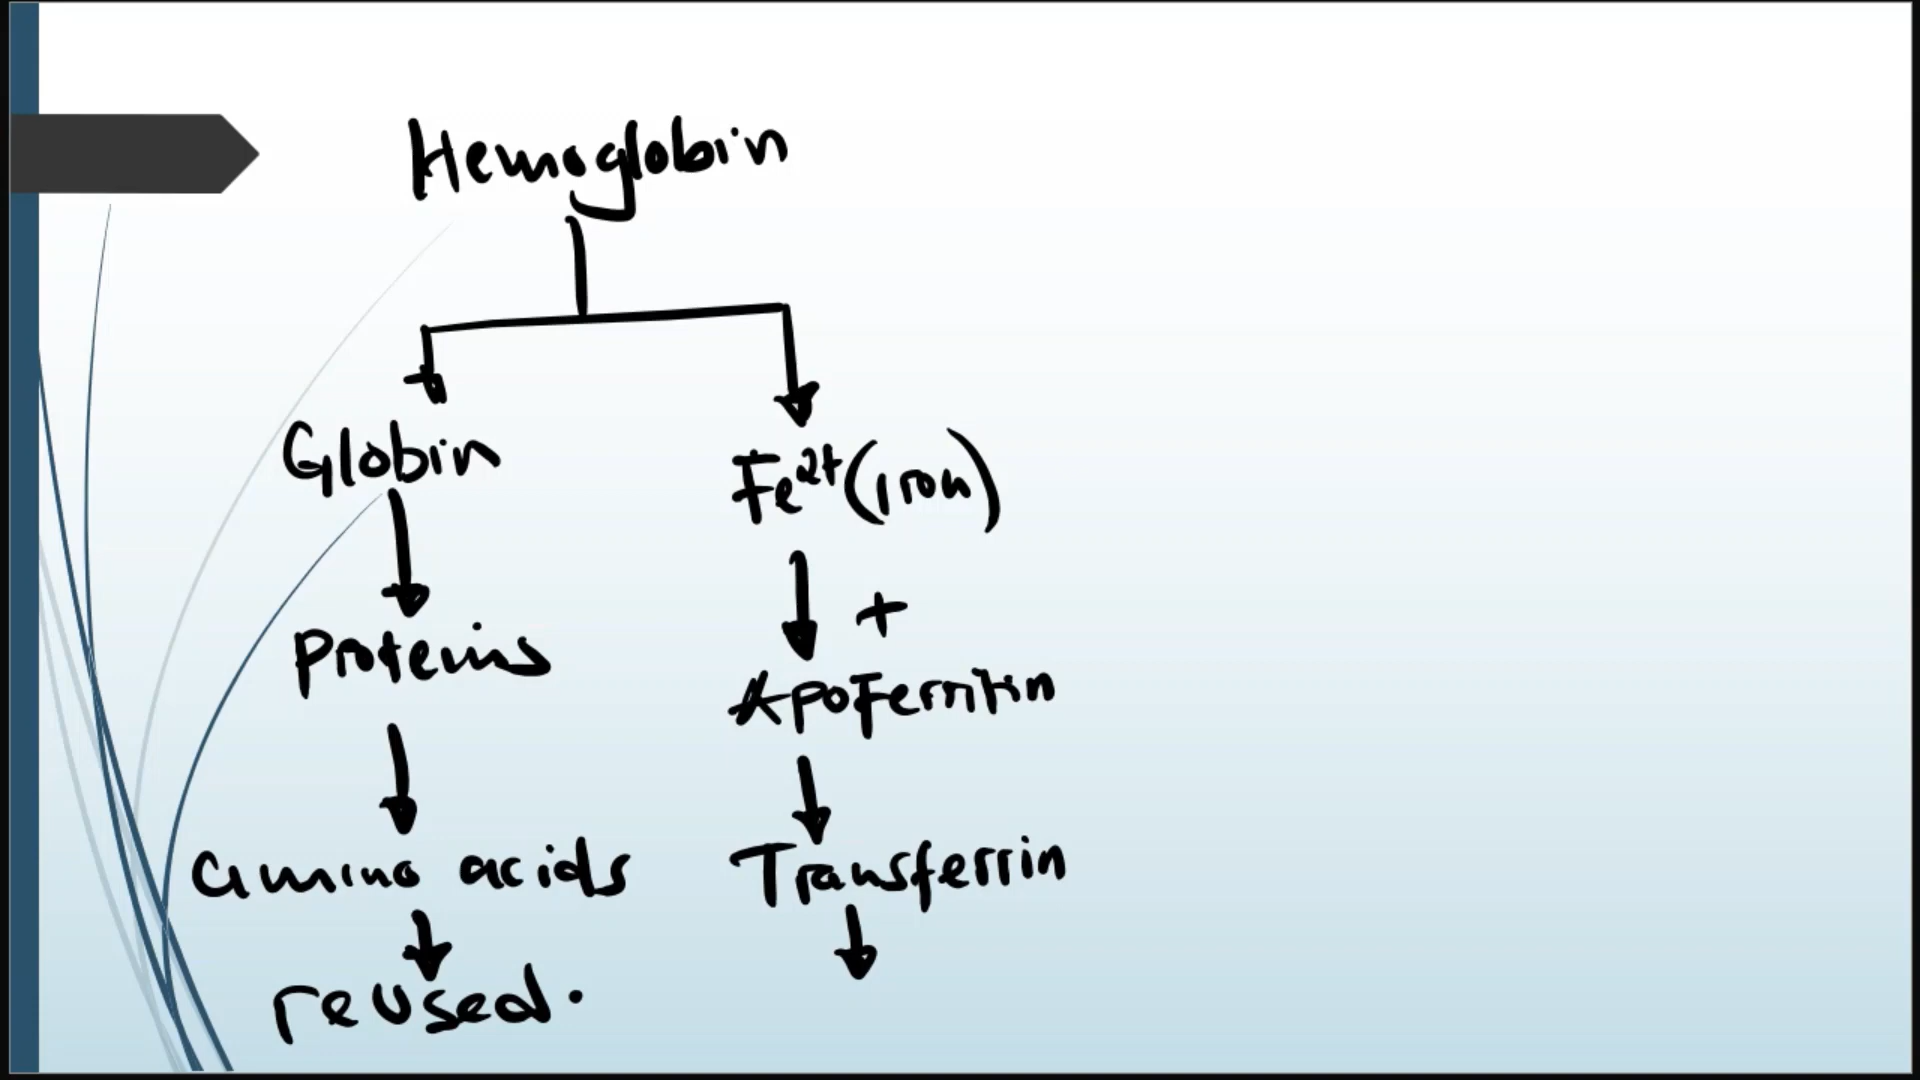 Hemoglobin
Globin
Fe²⁺ (iron)
+
Proteins
Apoferritin
amino acids
Transferrin
reused.